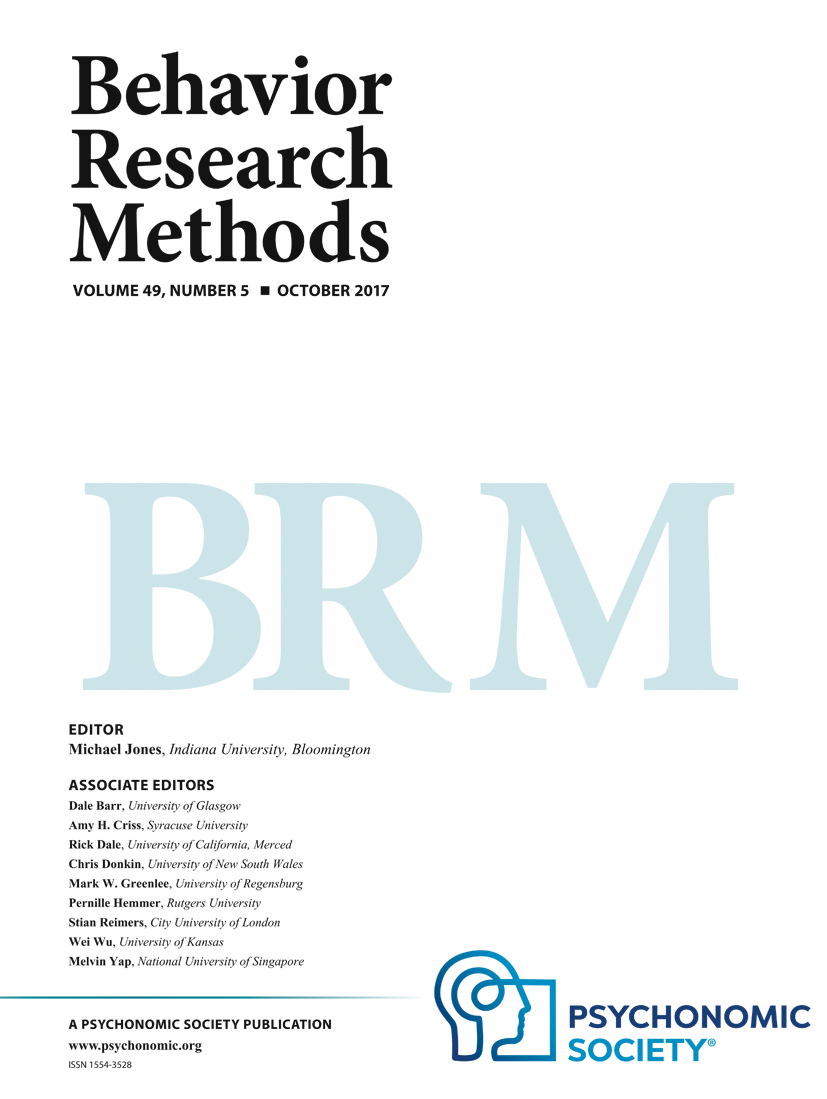 Behavior
Research
Methods
VOLUME 49, NUMBER 5 ■ OCTOBER 2017
BRM
EDITOR
Michael Jones, Indiana University, Bloomington
ASSOCIATE EDITORS
Dale Barr, University of Glasgow
Amy H. Criss, Syracuse University
Rick Dale, University of California, Merced
Chris Donkin, University of New South Wales
Mark W. Greenlee, University of Regensburg
Pernille Hemmer, Rutgers University
Stian Reimers, City University of London
Wei Wu, University of Kansas
Melvin Yap, National University of Singapore
A PSYCHONOMIC SOCIETY PUBLICATION
www.psychonomic.org
ISSN 1554-3528
PSYCHONOMIC
SOCIETY®